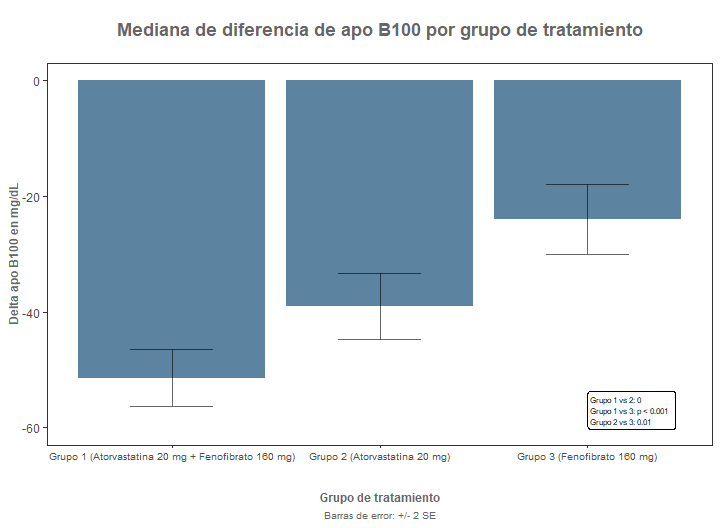 Mediana de diferencia de apo B100 por grupo de tratamiento
Delta apo B100 en mg/dL
0
-20
-40
-60
Grupo 1 vs 2: 0
Grupo 1 vs 3: p < 0.001
Grupo 2 vs 3: 0.01
Grupo 1 (Atorvastatina 20 mg + Fenofibrato 160 mg)
Grupo 2 (Atorvastatina 20 mg)
Grupo 3 (Fenofibrato 160 mg)
Grupo de tratamiento
Barras de error: +/- 2 SE